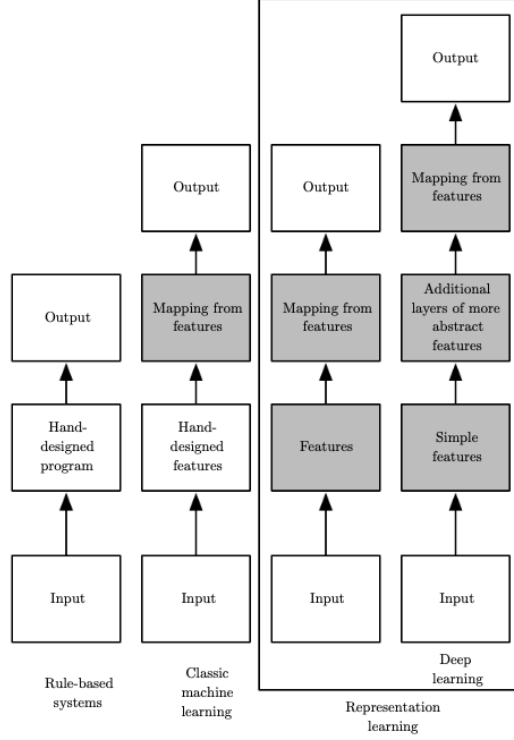 Output
Mapping from
features
Additional
layers of more
abstract
features
Simple
features
Input
Deep
learning
Output
Mapping from
features
Features
Input
Representation
learning
Output
Mapping from
features
Hand-
designed
features
Input
Classic
machine
learning
Output
Hand-
designed
program
Input
Rule-based
systems